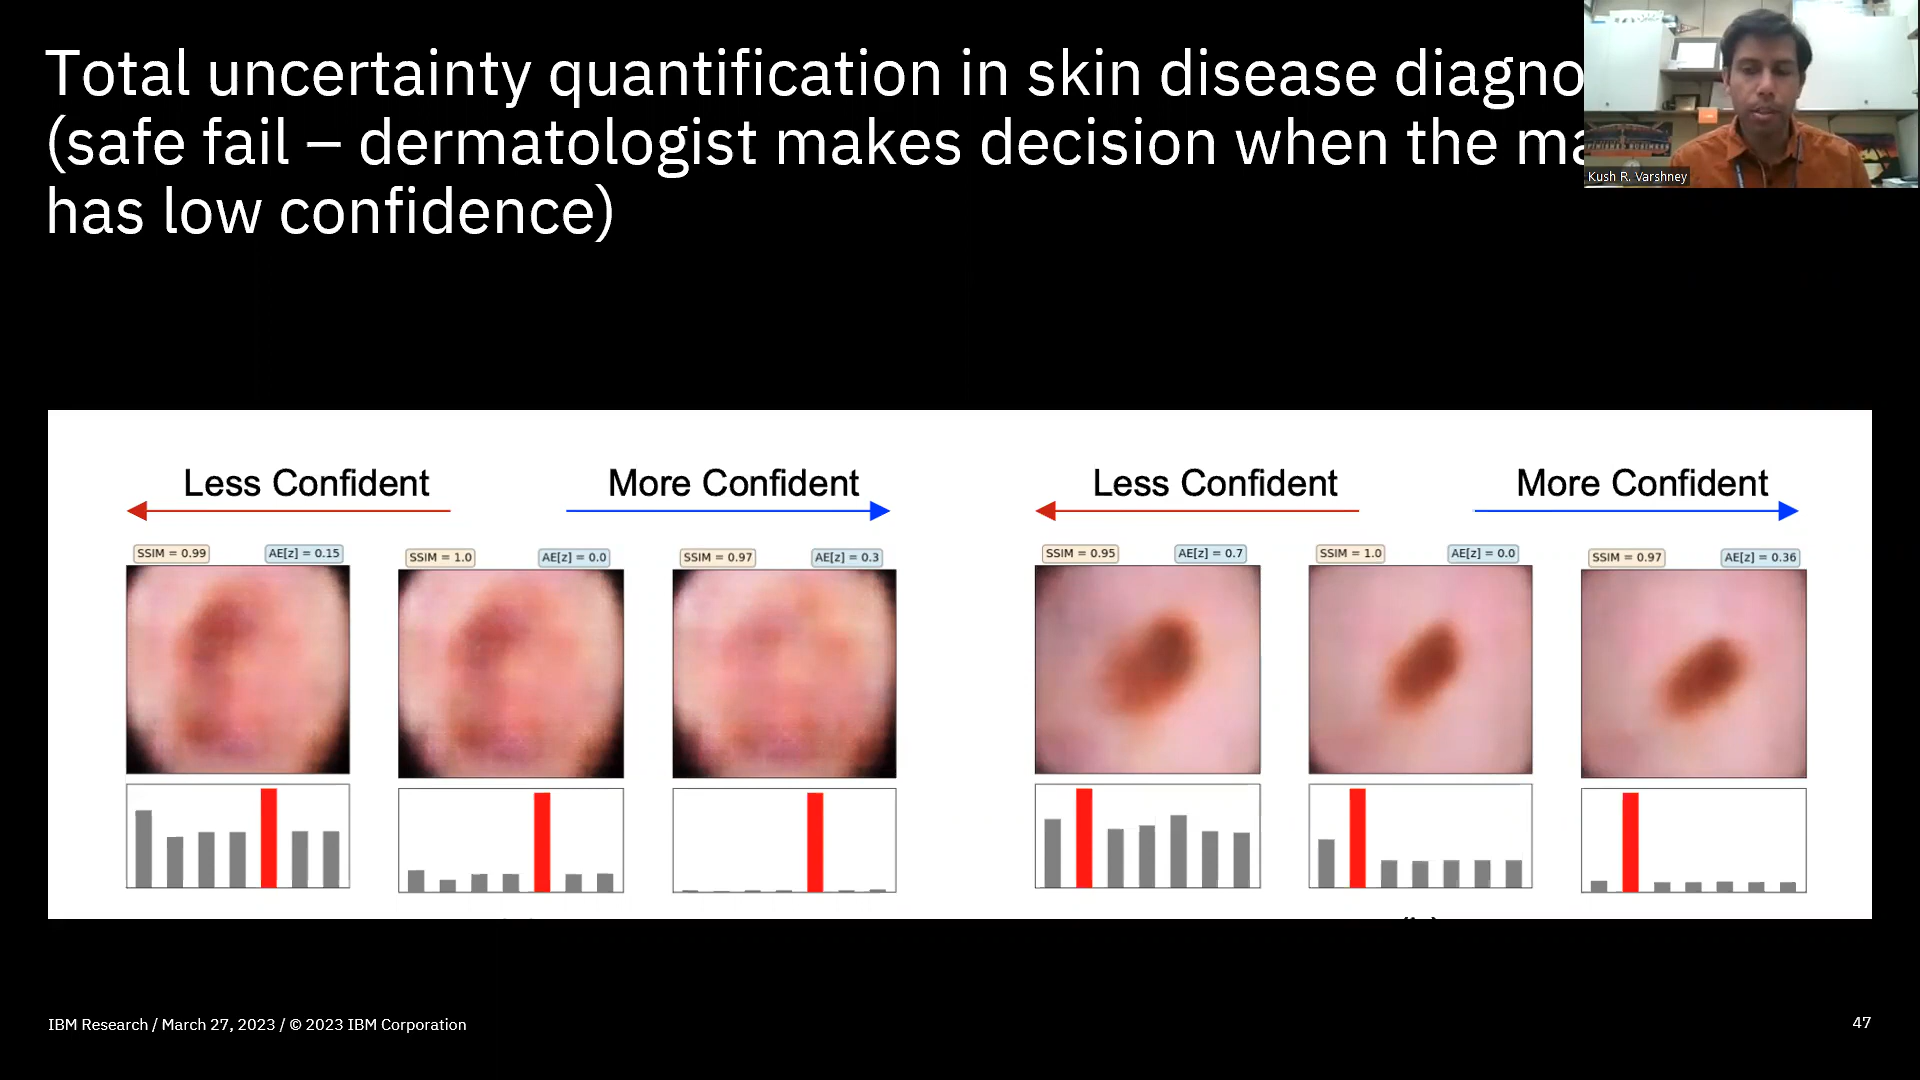 Total uncertainty quantification in skin disease
(safe fail – dermatologist makes decision when the
has low confidence)
Kush R. Varshney
Less Confident
More Confident
Less Confident
More Confident
SSIM = 0.99
AE[z] = 0.15
SSIM = 1.0
AE[z] = 0.0
SSIM = 0.97
AE[z] = 0.3
SSIM = 0.95
AE[z] = 0.7
SSIM = 1.0
AE[z] = 0.0
SSIM = 0.97
AE[z] = 0.36
IBM Research / March 27, 2023 / © 2023 IBM Corporation
47